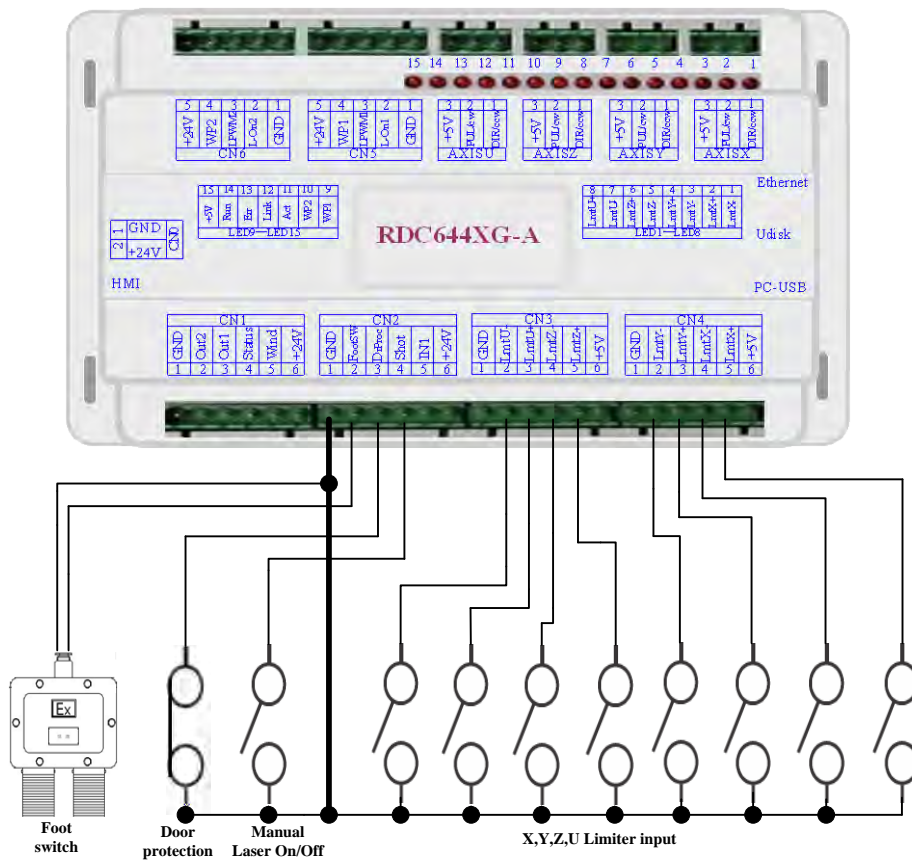 15 14 13 12 11 10 9 8 7 6 5 4 3 2 1
5 4 3 2 1
+24V WP2 LPWM2 L-On2 GND
CN6
5 4 3 2 1
+24V WP1 LPWM1 L-On1 GND
CN5
3 2 1
+5V PUL/cw DIR/ccw
AXISU
3 2 1
+5V PUL/cw DIR/ccw
AXISZ
3 2 1
+5V PUL/cw DIR/ccw
AXISY
3 2 1
+5V PUL/cw DIR/ccw
AXISX
Ethernet
15 14 13 12 11 10 9
+5V Run Err Link Act WP2 WP1
LED9—LED15
8 7 6 5 4 3 2 1
LmtU+ LmtU- LmtZ+ LmtZ- LmtY+ LmtY- LmtX+ LmtX-
LED1—LED8
1 GND
2 +24V
GND
RDC644XG-A
Udisk
HMI
PC-USB
CN1
GND Out2 Out1 Status Wind +24V
1 2 3 4 5 6
CN2
GND FootSW DrProc Shot IN1 +24V
1 2 3 4 5 6
CN3
GND LmtU- LmtU+ LmtZ- LmtZ+ +5V
1 2 3 4 5 6
CN4
GND LmtY- LmtY+ LmtX- LmtX+ +5V
1 2 3 4 5 6
Ex
Foot
switch
Door
protection
Manual
Laser On/Off
X,Y,Z,U Limiter input